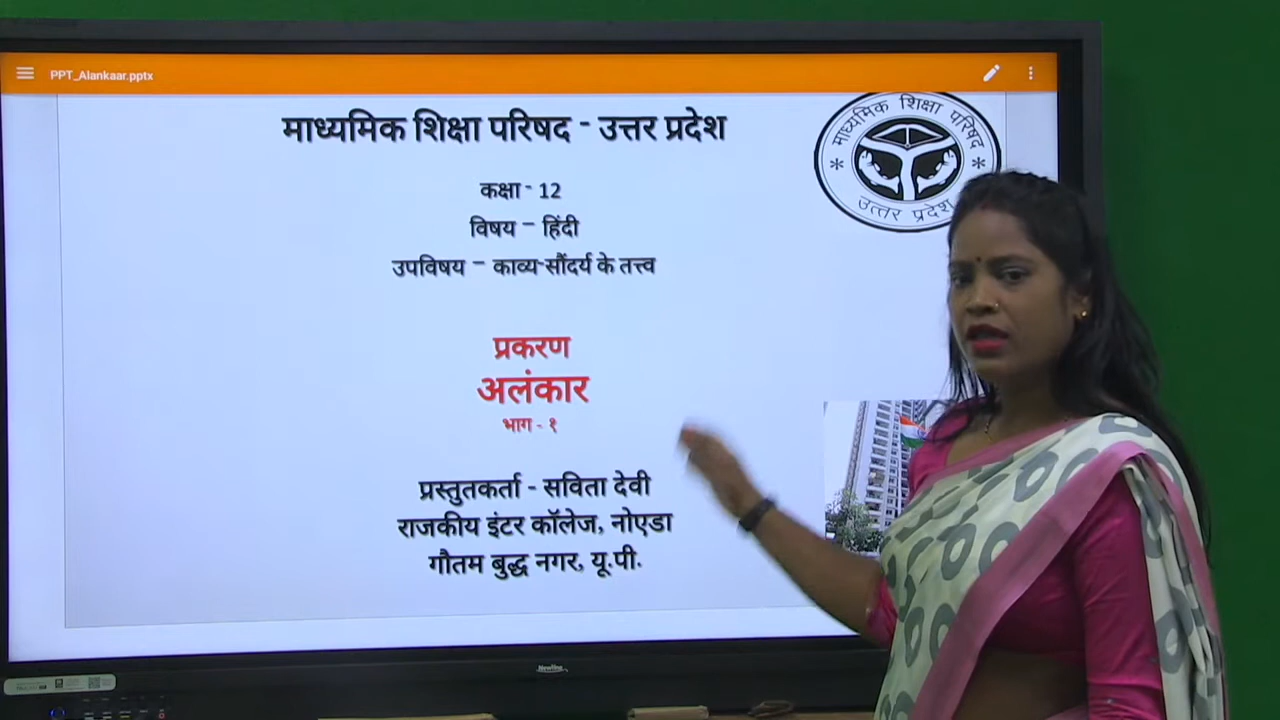 PPT_Alankaar.pptx
माध्यमिक शिक्षा परिषद - उत्तर प्रदेश
माध्यमिक शिक्षा परिषद
उत्तर प्रदेश
कक्षा - 12
विषय – हिंदी
उपविषय – काव्य-सौंदर्य के तत्त्व
प्रकरण
अलंकार
भाग - १
प्रस्तुतकर्ता - सविता देवी
राजकीय इंटर कॉलेज, नोएडा
गौतम बुद्ध नगर, यू.पी.
Newline